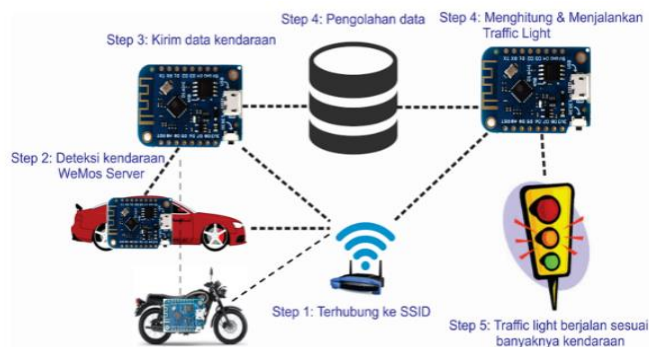 Step 3: Kirim data kendaraan
Step 4: Pengolahan data
Step 4: Menghitung & Menjalankan
Traffic Light
Step 2: Deteksi kendaraan
WeMos Server
Step 1: Terhubung ke SSID
Step 5: Traffic light berjalan sesuai
banyaknya kendaraan